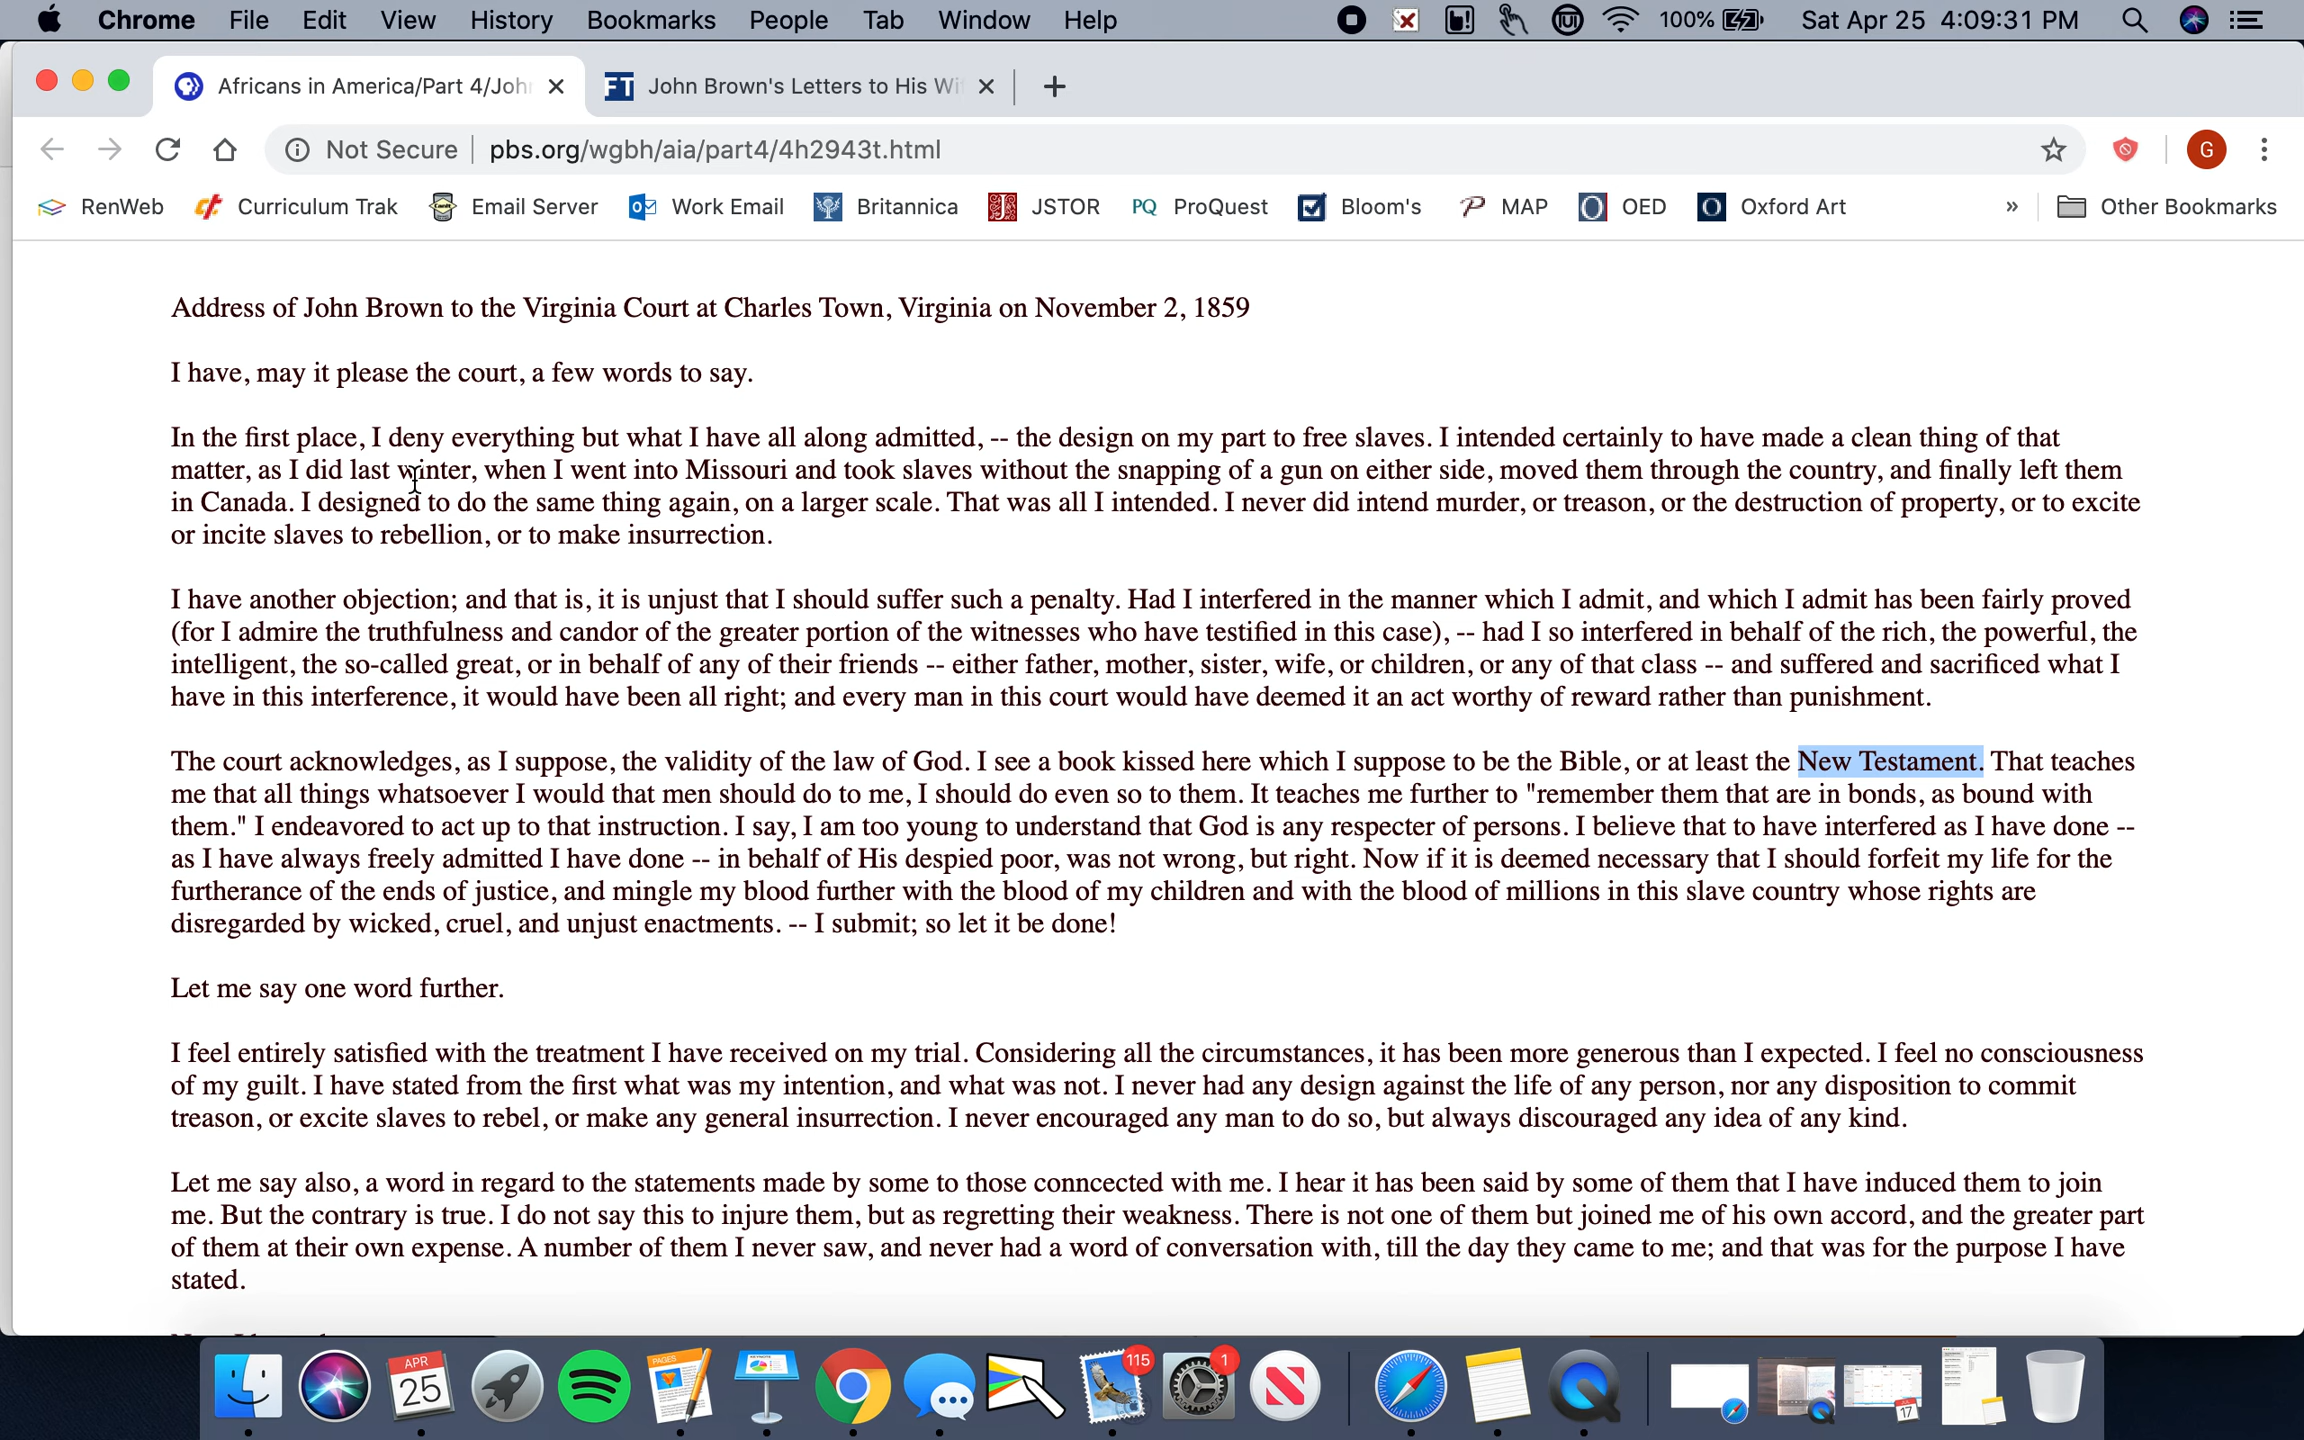 Chrome File Edit View History Bookmarks People Tab Window Help 100% Sat Apr 25 4:09:31 PM
Africans in America/Part 4/Joh FT John Brown's Letters to His Wi
Not Secure pbs.org/wgbh/aia/part4/4h2943t.html G
RenWeb Curriculum Trak Email Server Work Email Britannica JSTOR PQ ProQuest Bloom's MAP OED Oxford Art » Other Bookmarks
Address of John Brown to the Virginia Court at Charles Town, Virginia on November 2, 1859
I have, may it please the court, a few words to say.
In the first place, I deny everything but what I have all along admitted, -- the design on my part to free slaves. I intended certainly to have made a clean thing of that
matter, as I did last winter, when I went into Missouri and took slaves without the snapping of a gun on either side, moved them through the country, and finally left them
in Canada. I designed to do the same thing again, on a larger scale. That was all I intended. I never did intend murder, or treason, or the destruction of property, or to excite
or incite slaves to rebellion, or to make insurrection.
I have another objection; and that is, it is unjust that I should suffer such a penalty. Had I interfered in the manner which I admit, and which I admit has been fairly proved
(for I admire the truthfulness and candor of the greater portion of the witnesses who have testified in this case), -- had I so interfered in behalf of the rich, the powerful, the
intelligent, the so-called great, or in behalf of any of their friends -- either father, mother, sister, wife, or children, or any of that class -- and suffered and sacrificed what I
have in this interference, it would have been all right; and every man in this court would have deemed it an act worthy of reward rather than punishment.
The court acknowledges, as I suppose, the validity of the law of God. I see a book kissed here which I suppose to be the Bible, or at least the New Testament. That teaches
me that all things whatsoever I would that men should do to me, I should do even so to them. It teaches me further to "remember them that are in bonds, as bound with
them." I endeavored to act up to that instruction. I say, I am too young to understand that God is any respecter of persons. I believe that to have interfered as I have done --
as I have always freely admitted I have done -- in behalf of His despied poor, was not wrong, but right. Now if it is deemed necessary that I should forfeit my life for the
furtherance of the ends of justice, and mingle my blood further with the blood of my children and with the blood of millions in this slave country whose rights are
disregarded by wicked, cruel, and unjust enactments. -- I submit; so let it be done!
Let me say one word further.
I feel entirely satisfied with the treatment I have received on my trial. Considering all the circumstances, it has been more generous than I expected. I feel no consciousness
of my guilt. I have stated from the first what was my intention, and what was not. I never had any design against the life of any person, nor any disposition to commit
treason, or excite slaves to rebel, or make any general insurrection. I never encouraged any man to do so, but always discouraged any idea of any kind.
Let me say also, a word in regard to the statements made by some to those conncected with me. I hear it has been said by some of them that I have induced them to join
me. But the contrary is true. I do not say this to injure them, but as regretting their weakness. There is not one of them but joined me of his own accord, and the greater part
of them at their own expense. A number of them I never saw, and never had a word of conversation with, till the day they came to me; and that was for the purpose I have
stated.
APR 25 PAGES 115 1 17